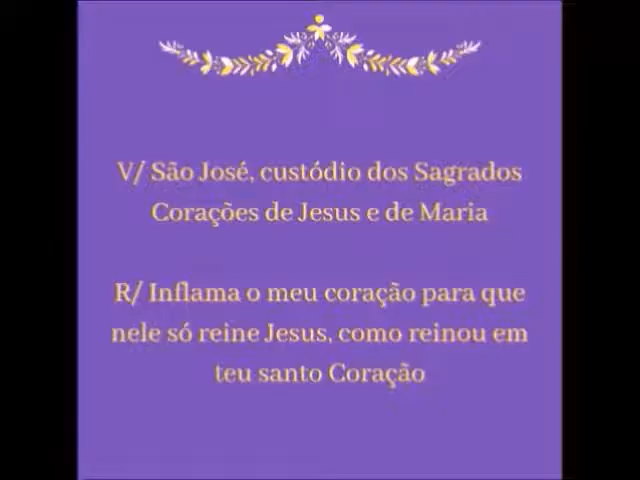 V/ São José, custódio dos Sagrados
Corações de Jesus e de Maria
R/ Inflama o meu coração para que
nele só reine Jesus, como reinou em
teu santo Coração